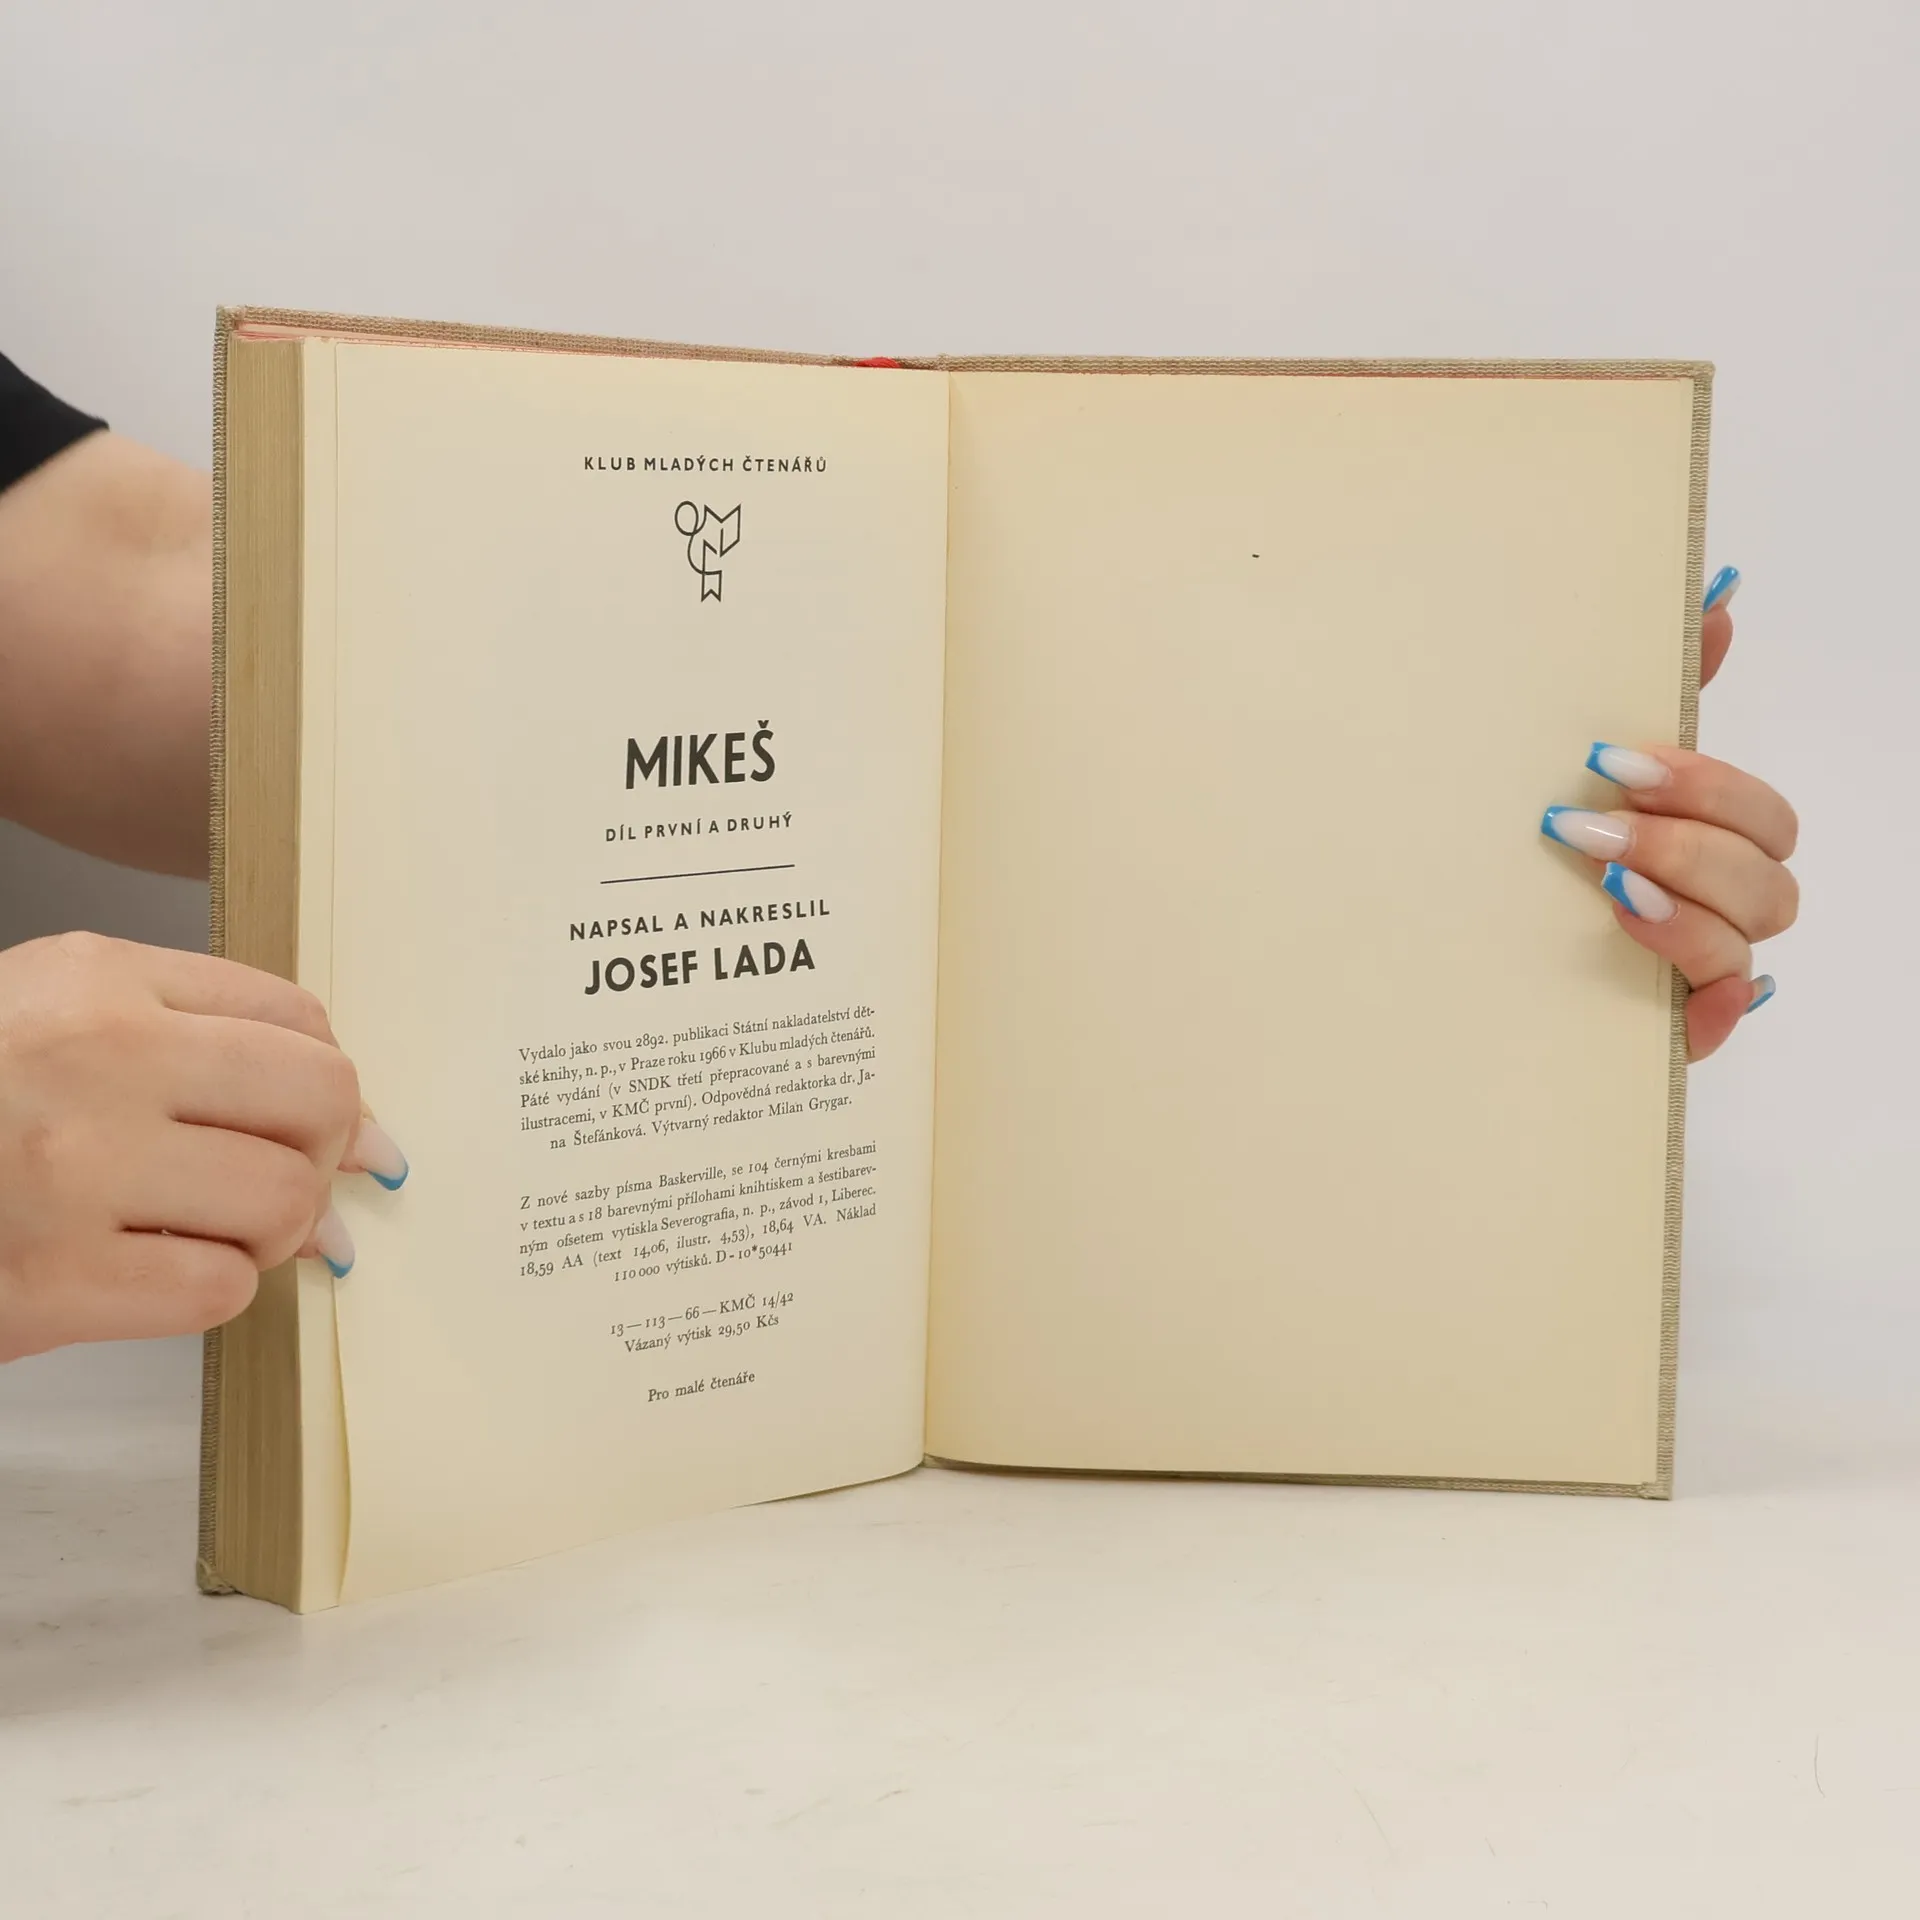 KLUB MLADÝCH ČTENÁŘŮ
MIKEŠ
DÍL PRVNÍ A DRUHÝ
NAPSAL A NAKRESLIL
JOSEF LADA
Vydalo jako svou 2892. publikaci Státní nakladatelství dět-
ské knihy, n. p., v Praze roku 1966 v Klubu mladých čtenářů.
Páté vydání (v SNDK třetí přepracované a s barevnými
ilustracemi, v KMČ první). Odpovědná redaktorka dr. Ja-
na Štefánková. Výtvarný redaktor Milan Grygar.
Z nové sazby písma Baskerville, se 104 černými kresbami
v textu a s 18 barevnými přílohami knihtiskem a šestibarev-
ným ofsetem vytiskla Severografia, n. p., závod 1, Liberec.
18,59 AA (text 14,06, ilustr. 4,53), 18,64 VA. Náklad
110 000 výtisků. D-10*50441
13—113—66—KMČ 14/42
Vázaný výtisk 29,50 Kčs
Pro malé čtenáře